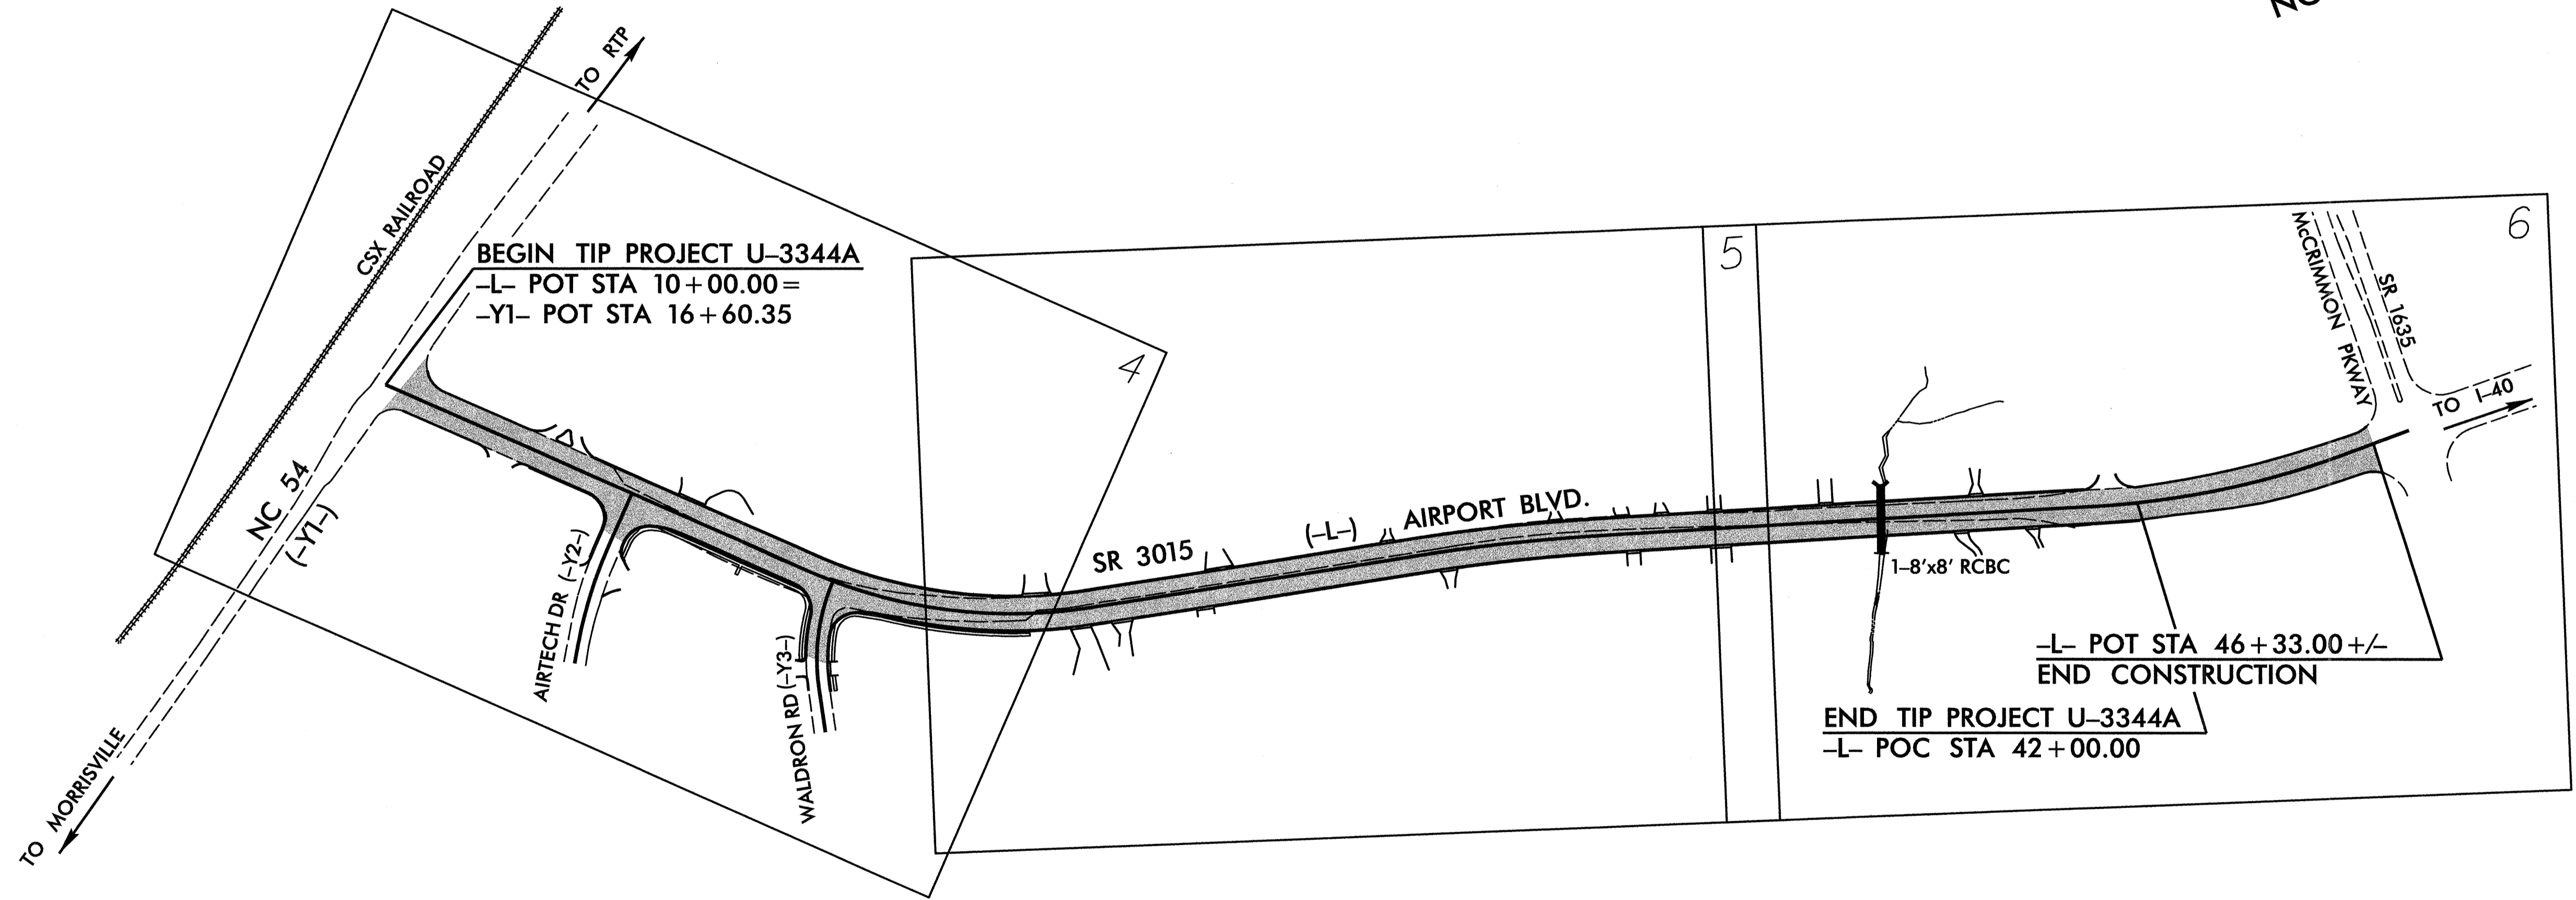 NC
TO RTP
CSX RAILROAD
BEGIN TIP PROJECT U–3344A
–L– POT STA 10+00.00=
–Y1– POT STA 16+60.35
4
5
6
McCRIMMON PKWAY
SR 1635
TO I–40
NC 54
(–Y1–)
SR 3015
(–L–)
AIRPORT BLVD.
1–8'x8' RCBC
AIRTECH DR (–Y2–)
WALDRON RD (–Y3–)
–L– POT STA 46+33.00+/–
END CONSTRUCTION
END TIP PROJECT U–3344A
–L– POC STA 42+00.00
TO MORRISVILLE